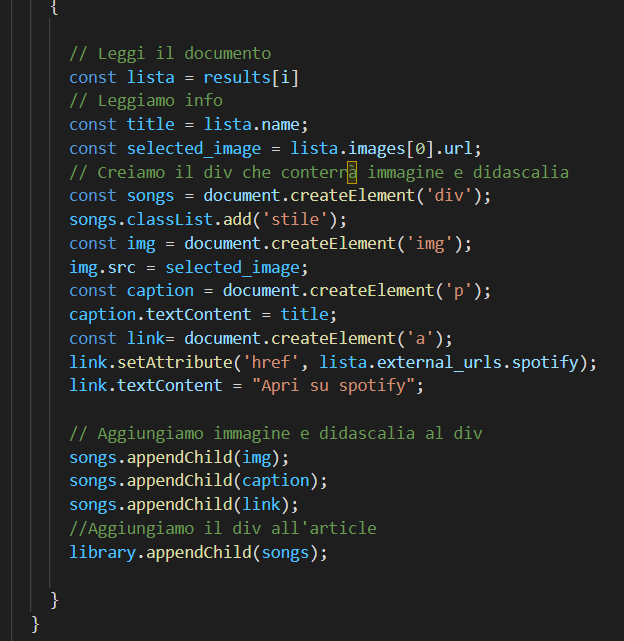 {
// Leggi il documento
const lista = results[i]
// Leggiamo info
const title = lista.name;
const selected_image = lista.images[0].url;
// Creiamo il div che conterrà immagine e didascalia
const songs = document.createElement('div');
songs.classList.add('stile');
const img = document.createElement('img');
img.src = selected_image;
const caption = document.createElement('p');
caption.textContent = title;
const link= document.createElement('a');
link.setAttribute('href', lista.external_urls.spotify);
link.textContent = "Apri su spotify";
// Aggiungiamo immagine e didascalia al div
songs.appendChild(img);
songs.appendChild(caption);
songs.appendChild(link);
//Aggiungiamo il div all'article
library.appendChild(songs);
}
}